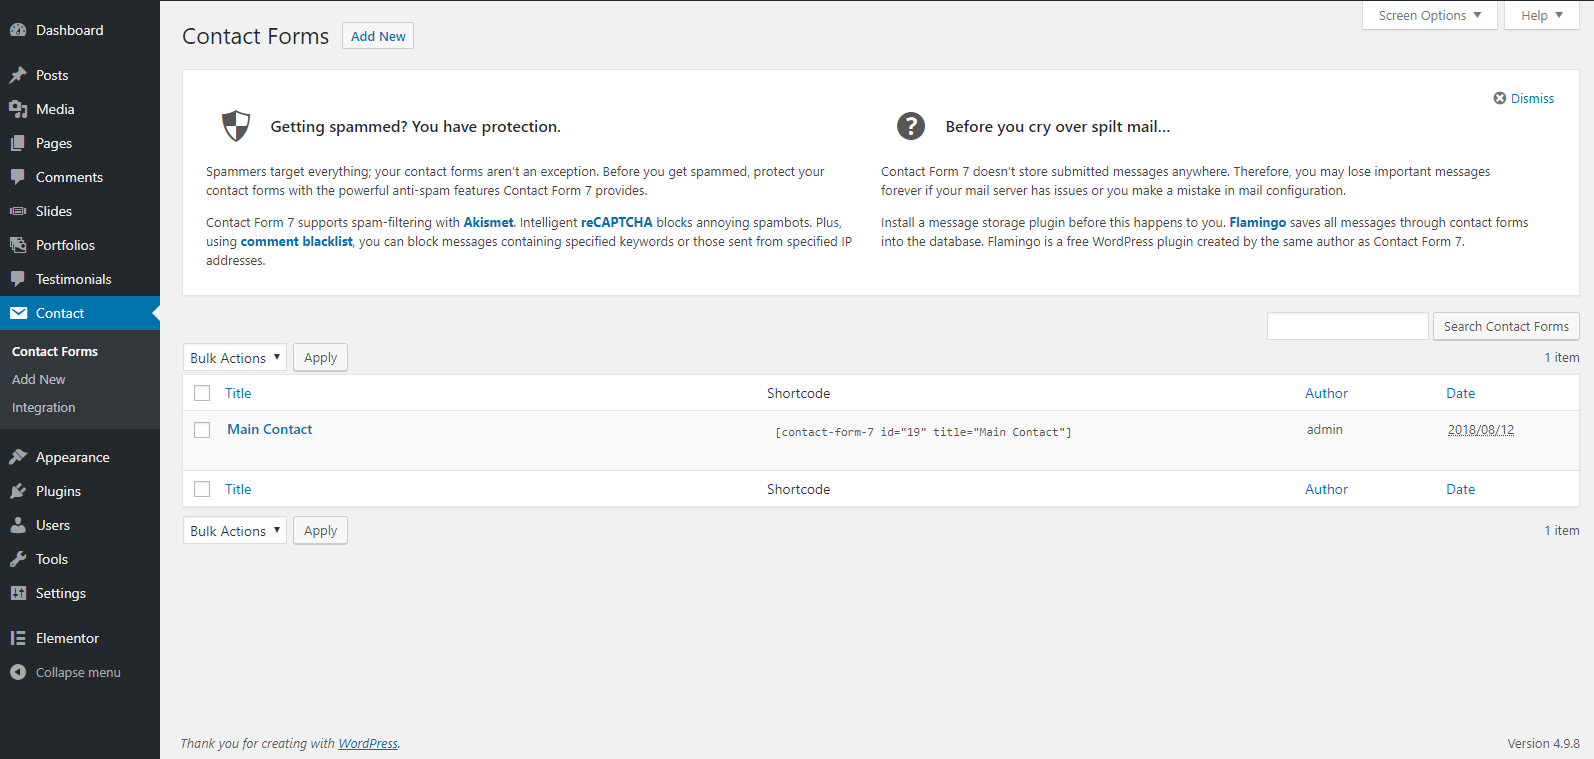 Screen Options ▼
Help ▼
Dashboard
Posts
Media
Pages
Comments
Slides
Portfolios
Testimonials
Contact
Contact Forms
Add New
Integration
Appearance
Plugins
Users
Tools
Settings
Elementor
Collapse menu
Contact Forms Add New
Dismiss
Getting spammed? You have protection.
Spammers target everything; your contact forms aren’t an exception. Before you get spammed, protect your
contact forms with the powerful anti-spam features Contact Form 7 provides.
Contact Form 7 supports spam-filtering with Akismet. Intelligent reCAPTCHA blocks annoying spambots. Plus,
using comment blacklist, you can block messages containing specified keywords or those sent from specified IP
addresses.
Before you cry over spilt mail…
Contact Form 7 doesn’t store submitted messages anywhere. Therefore, you may lose important messages
forever if your mail server has issues or you make a mistake in mail configuration.
Install a message storage plugin before this happens to you. Flamingo saves all messages through contact forms
into the database. Flamingo is a free WordPress plugin created by the same author as Contact Form 7.
Search Contact Forms
Bulk Actions ▼ Apply 1 item
Title Shortcode Author Date
Main Contact [contact-form-7 id="19" title="Main Contact"] admin 2018/08/12
Title Shortcode Author Date
Bulk Actions ▼ Apply 1 item
Thank you for creating with WordPress. Version 4.9.8